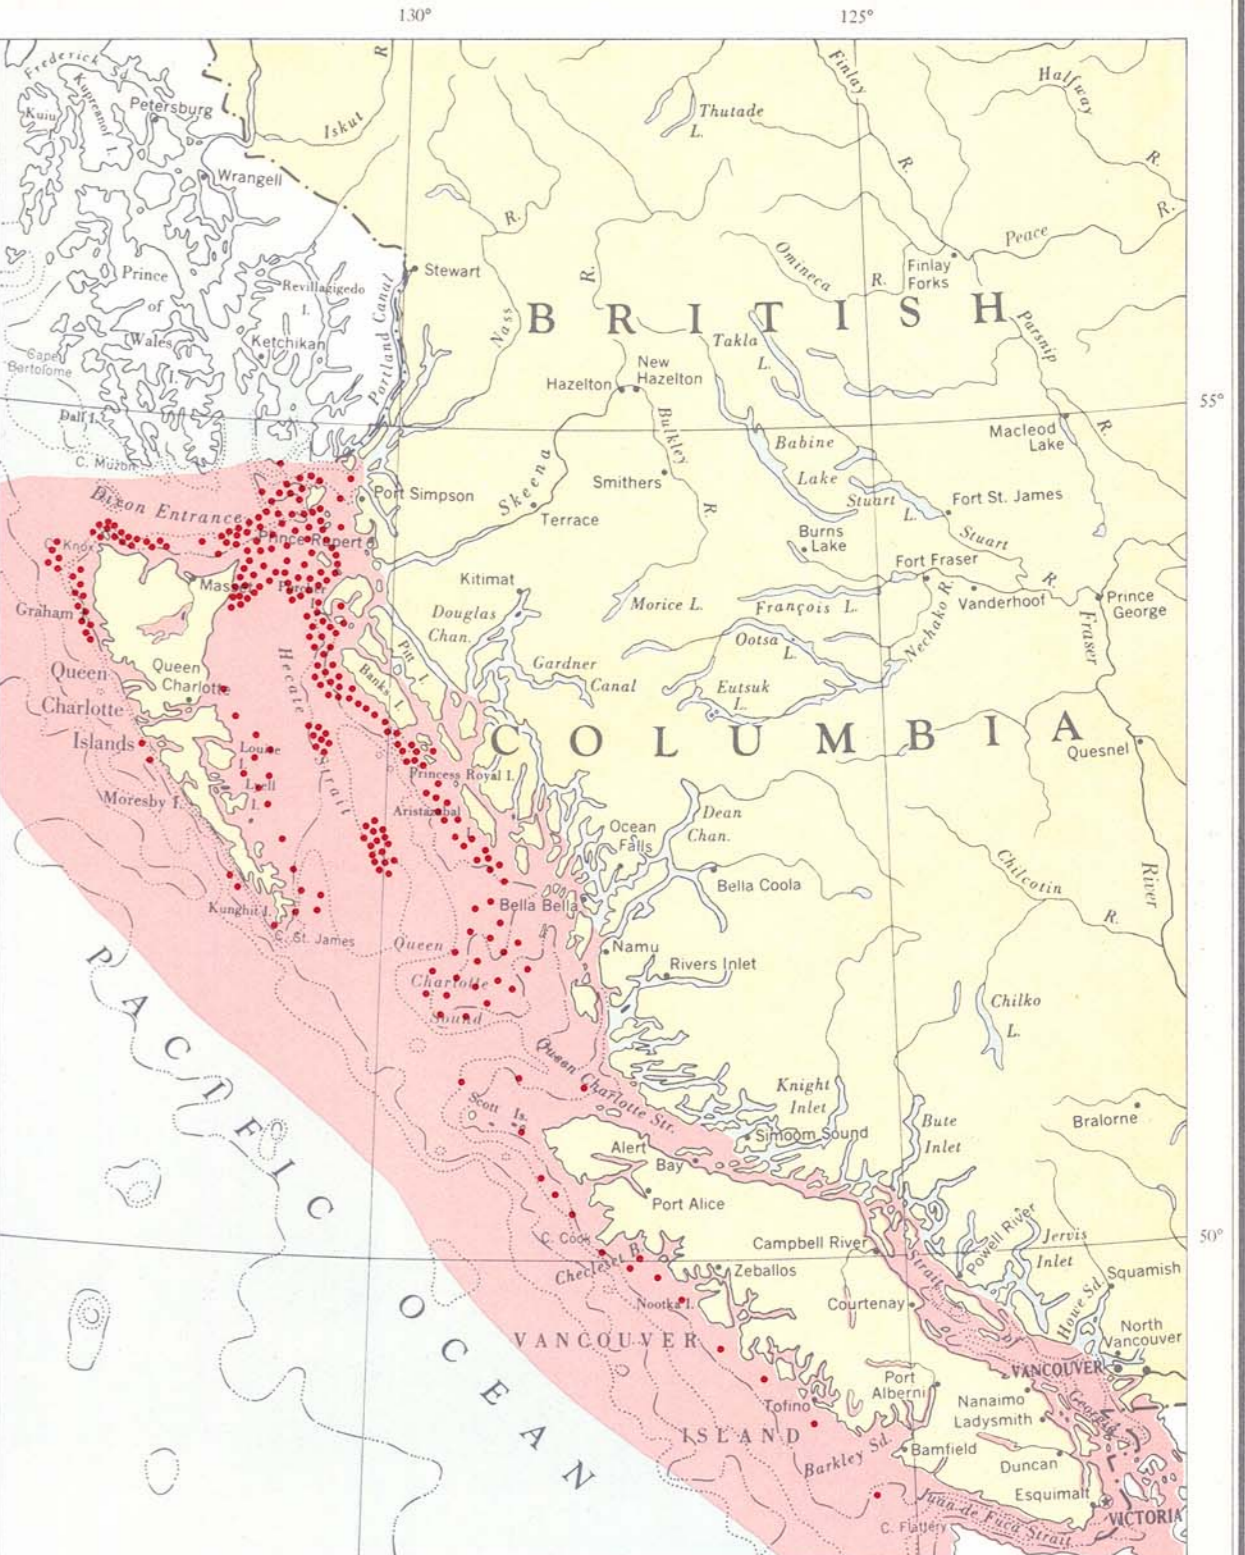 130°
125°
Frederick Sd.
Kupreanof I.
Kuiu
Petersburg
Wrangell
Iskut
R.
Thutade
L.
Finlay
R.
Halfway
R.
R.
Peace
Prince
of
Wales
I.
Revillagigedo
I.
Ketchikan
Cape
Bartolome
Dall I.
C. Muzon
Portland Canal
Stewart
Nass
R.
R.
Omineca
R.
Finlay
Forks
BRITISH
Parsnip
R.
Takla
L.
New
Hazelton
Hazelton
Bulkley
R.
55°
Macleod
Lake
Babine
Lake
Stuart
L.
Fort St. James
Stuart
R.
Smithers
Skeena
Terrace
Burns
Lake
Fort Fraser
Vanderhoof
Prince
George
Fraser
Dixon Entrance
Port Simpson
Prince Rupert
C. Knox
Masset
Porcher
I.
Graham I.
Kitimat
Douglas
Chan.
Morice L.
François L.
Nechako R.
Ootsa
L.
Eutsuk
L.
Gardner
Canal
Pitt
I.
Banks
I.
Hecate
Strait
Queen
Charlotte
Queen
Charlotte
Islands
COLUMBIA
Quesnel
Louise
I.
Lyell
I.
Moresby I.
Princess Royal I.
Aristazabal
I.
Ocean
Falls
Dean
Chan.
Bella Coola
Chilcotin
R.
River
Kunghit I.
C. St. James
Bella Bella
Namu
Rivers Inlet
Queen
Charlotte
Sound
Chilko
L.
PACIFIC
OCEAN
Queen Charlotte Str.
Scott Is.
Knight
Inlet
Simoom Sound
Bute
Inlet
Bralorne
Alert
Bay
Port Alice
C. Cook
Checleset B.
Campbell River
Powell River
Jervis
Inlet
50°
Zeballos
Nootka I.
Courtenay
Strait
of
Georgia
Howe Sd.
Squamish
North
Vancouver
VANCOUVER
VANCOUVER
ISLAND
Port
Alberni
Nanaimo
Ladysmith
Tofino
Barkley Sd.
Bamfield
Duncan
Esquimalt
VICTORIA
Juan de Fuca Strait
C. Flattery